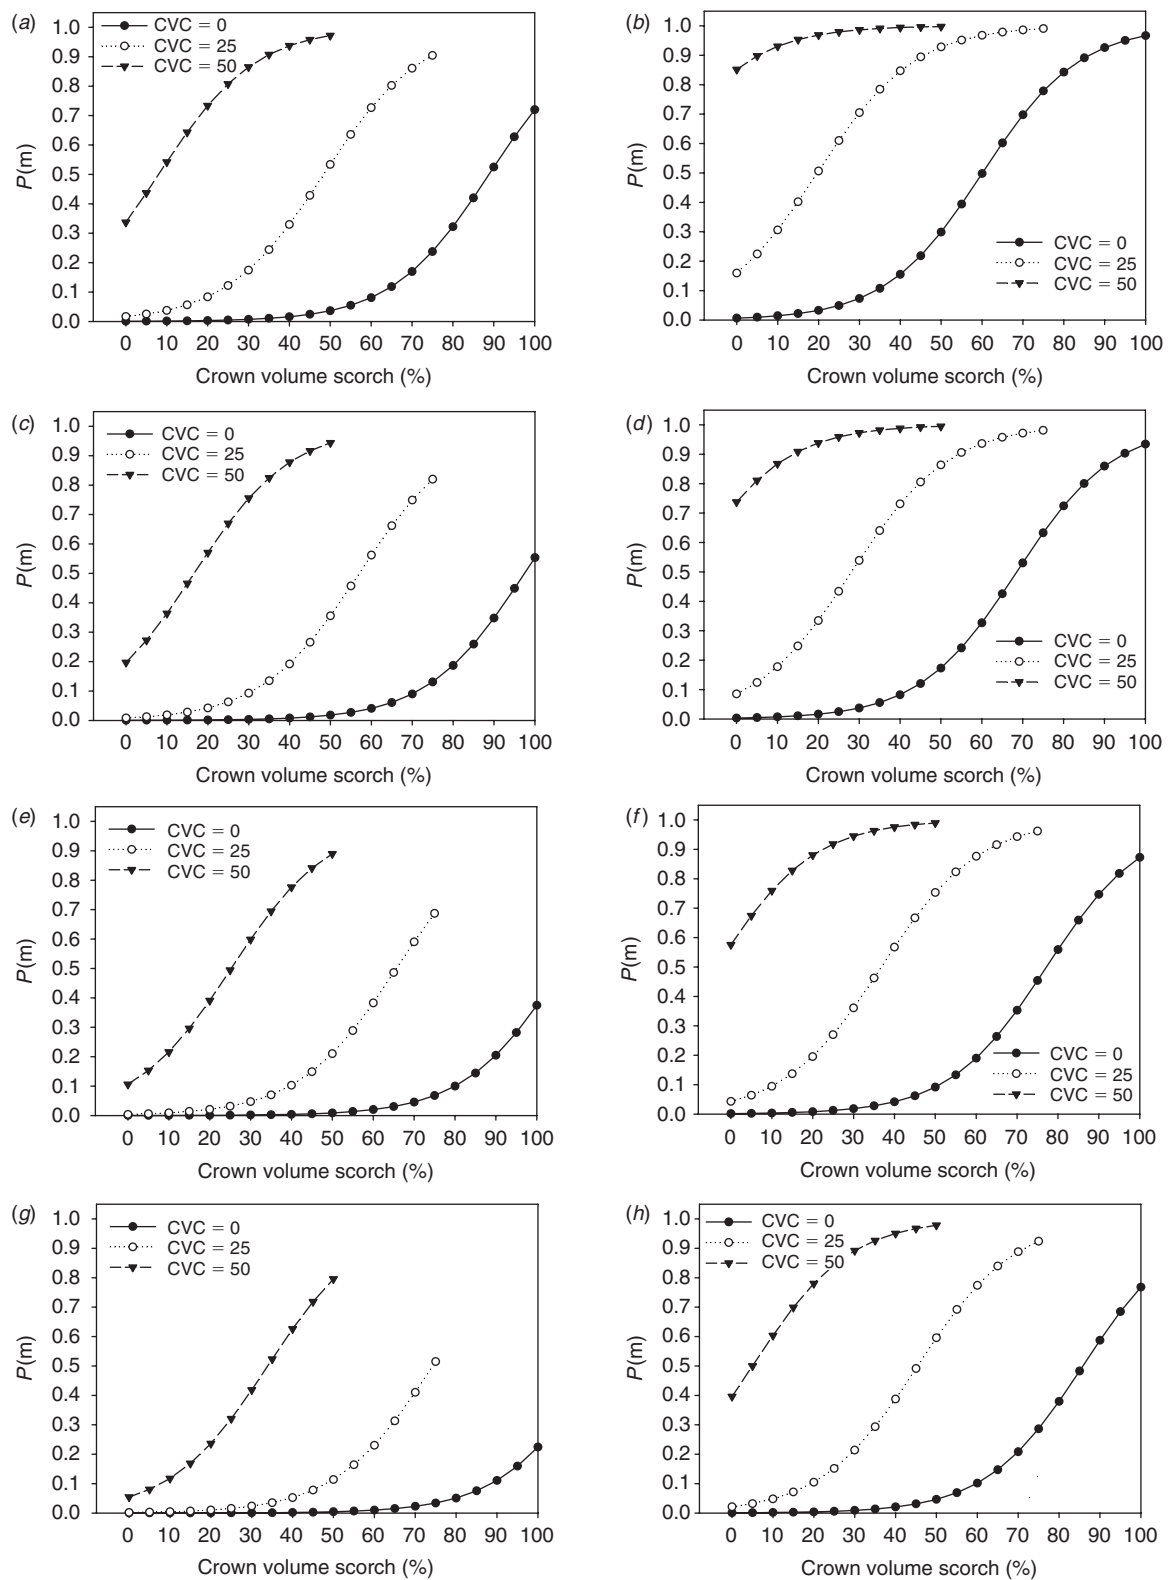 (a)
CVC = 0
CVC = 25
CVC = 50
1.0
0.9
0.8
0.7
0.6
0.5
0.4
0.3
0.2
0.1
0.0
P(m)
0 10 20 30 40 50 60 70 80 90 100
Crown volume scorch (%)
(b)
1.0
0.9
0.8
0.7
0.6
0.5
0.4
0.3
0.2
0.1
0.0
P(m)
CVC = 0
CVC = 25
CVC = 50
0 10 20 30 40 50 60 70 80 90 100
Crown volume scorch (%)
(c)
CVC = 0
CVC = 25
CVC = 50
1.0
0.9
0.8
0.7
0.6
0.5
0.4
0.3
0.2
0.1
0.0
P(m)
0 10 20 30 40 50 60 70 80 90 100
Crown volume scorch (%)
(d)
1.0
0.9
0.8
0.7
0.6
0.5
0.4
0.3
0.2
0.1
0.0
P(m)
CVC = 0
CVC = 25
CVC = 50
0 10 20 30 40 50 60 70 80 90 100
Crown volume scorch (%)
(e)
CVC = 0
CVC = 25
CVC = 50
1.0
0.9
0.8
0.7
0.6
0.5
0.4
0.3
0.2
0.1
0.0
P(m)
0 10 20 30 40 50 60 70 80 90 100
Crown volume scorch (%)
(f)
1.0
0.9
0.8
0.7
0.6
0.5
0.4
0.3
0.2
0.1
0.0
P(m)
CVC = 0
CVC = 25
CVC = 50
0 10 20 30 40 50 60 70 80 90 100
Crown volume scorch (%)
(g)
CVC = 0
CVC = 25
CVC = 50
1.0
0.9
0.8
0.7
0.6
0.5
0.4
0.3
0.2
0.1
0.0
P(m)
0 10 20 30 40 50 60 70 80 90 100
Crown volume scorch (%)
(h)
CVC = 0
CVC = 25
CVC = 50
1.0
0.9
0.8
0.7
0.6
0.5
0.4
0.3
0.2
0.1
0.0
P(m)
0 10 20 30 40 50 60 70 80 90 100
Crown volume scorch (%)